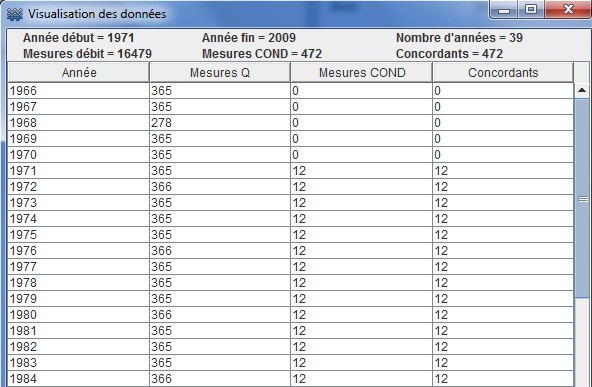 Visualisation des données
Année début = 1971 Année fin = 2009 Nombre d'années = 39
Mesures débit = 16479 Mesures COND = 472 Concordants = 472
Année Mesures Q Mesures COND Concordants
1966 365 0 0
1967 365 0 0
1968 278 0 0
1969 365 0 0
1970 365 0 0
1971 365 12 12
1972 366 12 12
1973 365 12 12
1974 365 12 12
1975 365 12 12
1976 366 12 12
1977 365 12 12
1978 365 12 12
1979 365 12 12
1980 366 12 12
1981 365 12 12
1982 365 12 12
1983 365 12 12
1984 366 12 12